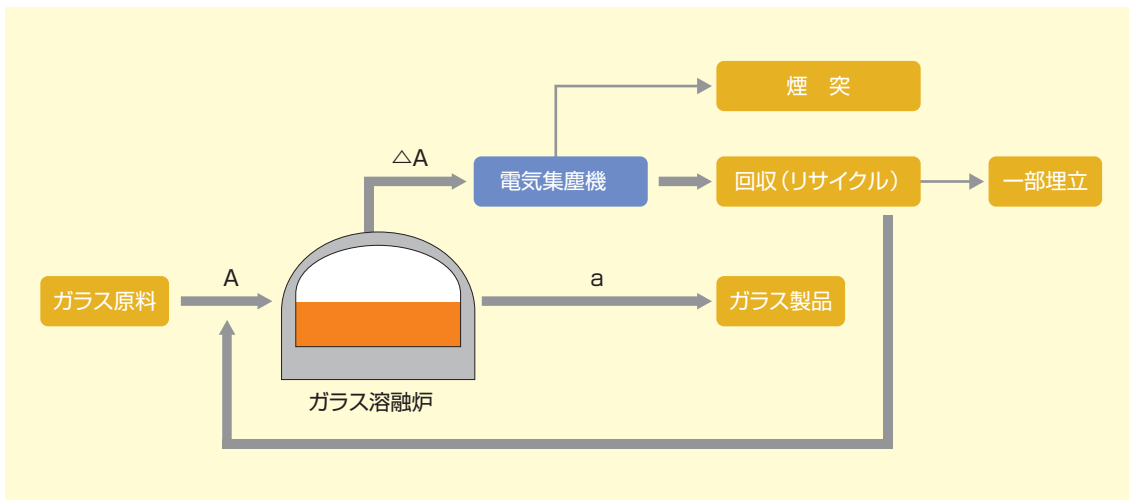 煙　突
△A
電気集塵機
回収（リサイクル）
一部埋立
ガラス原料
A
a
ガラス製品
ガラス溶融炉